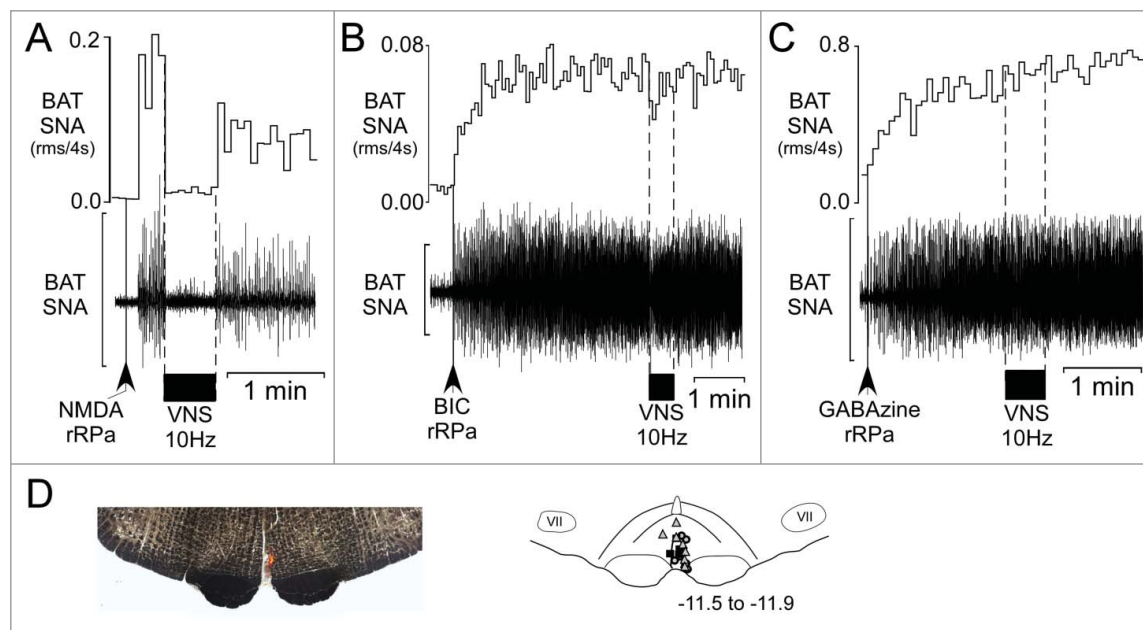 A
0.2
BAT
SNA
(rms/4s)
0.0
BAT
SNA
NMDA
rRPa
VNS
10Hz
1 min
B
0.08
BAT
SNA
(rms/4s)
0.00
BAT
SNA
BIC
rRPa
VNS
10Hz
1 min
C
0.8
BAT
SNA
(rms/4s)
0.0
BAT
SNA
GABAzine
rRPa
VNS
10Hz
1 min
D
VII
VII
-11.5 to -11.9